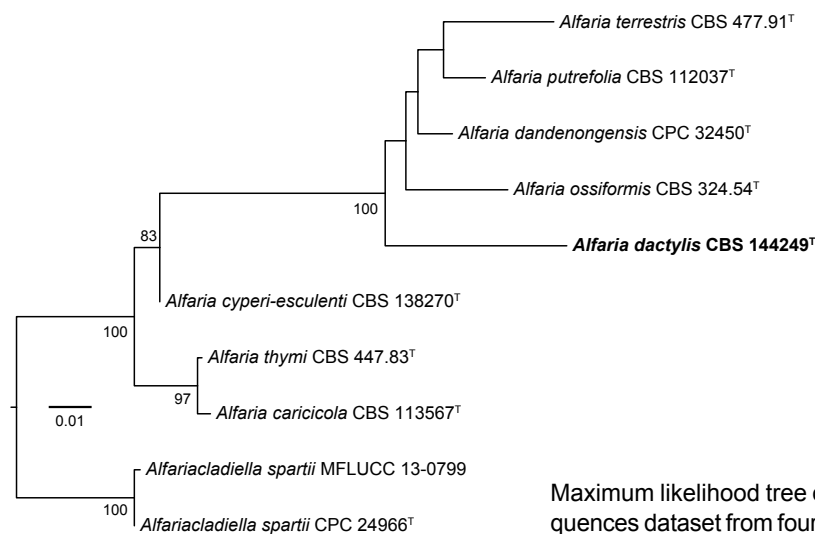 Alfaria terrestris CBS 477.91ᵀ
Alfaria putrefolia CBS 112037ᵀ
Alfaria dandenongensis CPC 32450ᵀ
Alfaria ossiformis CBS 324.54ᵀ
100
Alfaria dactylis CBS 144249ᵀ
83
Alfaria cyperi-esculenti CBS 138270ᵀ
100
Alfaria thymi CBS 447.83ᵀ
97
Alfaria caricicola CBS 113567ᵀ
0.01
Alfariacladiella spartii MFLUCC 13-0799
100
Alfariacladiella spartii CPC 24966ᵀ
Maximum likelihood tree
quences dataset from four